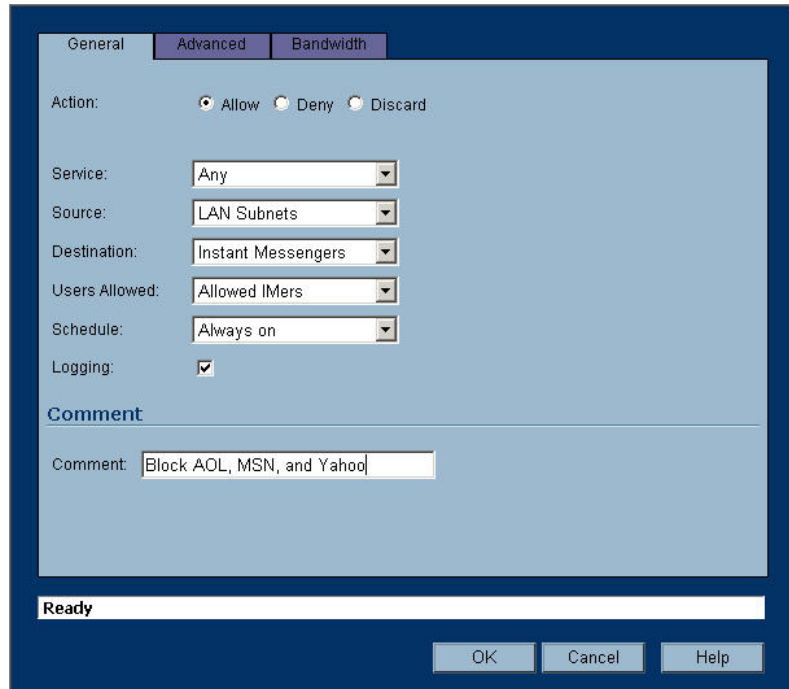 General Advanced Bandwidth
Action: Allow Deny Discard
Service: Any
Source: LAN Subnets
Destination: Instant Messengers
Users Allowed: Allowed IMers
Schedule: Always on
Logging:
Comment
Comment: Block AOL, MSN, and Yahoo
Ready
OK Cancel Help